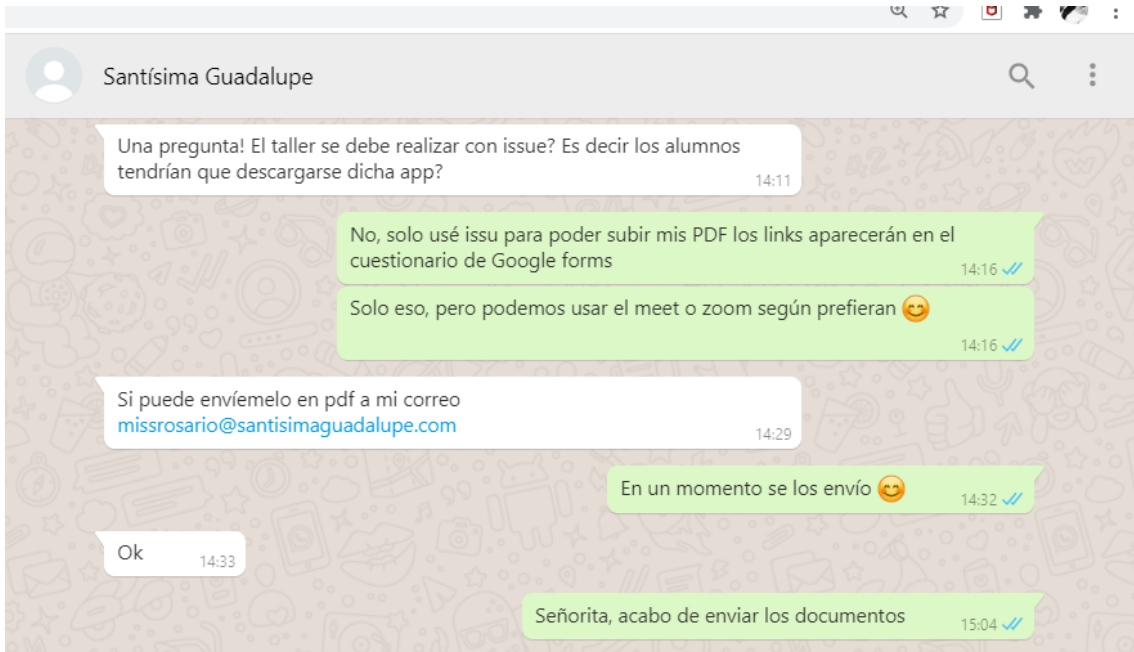 Santísima Guadalupe
Una pregunta! El taller se debe realizar con issue? Es decir los alumnos
tendrían que descargarse dicha app?
14:11
No, solo usé issu para poder subir mis PDF los links aparecerán en el
cuestionario de Google forms
14:16
Solo eso, pero podemos usar el meet o zoom según prefieran 😊
14:16
Si puede envíemelo en pdf a mi correo
missrosario@santisimaguadalupe.com
14:29
En un momento se los envío 😊
14:32
Ok
14:33
Señorita, acabo de enviar los documentos
15:04